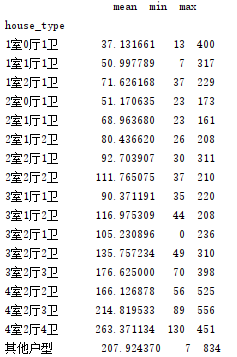 mean min max
house_type
1室0厅1卫 37.131661 13 400
1室1厅1卫 50.997789 7 317
1室2厅1卫 71.626168 37 229
2室0厅1卫 51.170635 23 173
2室1厅1卫 68.963680 23 161
2室1厅2卫 80.436620 26 208
2室2厅1卫 92.703907 30 311
2室2厅2卫 111.765075 37 210
3室1厅1卫 90.371191 35 220
3室1厅2卫 116.975309 44 208
3室2厅1卫 105.230896 0 236
3室2厅2卫 135.757234 49 310
3室2厅3卫 176.625000 70 398
4室2厅2卫 166.126878 56 525
4室2厅3卫 214.819533 89 556
4室2厅4卫 263.371134 130 451
其他户型 207.924370 7 834